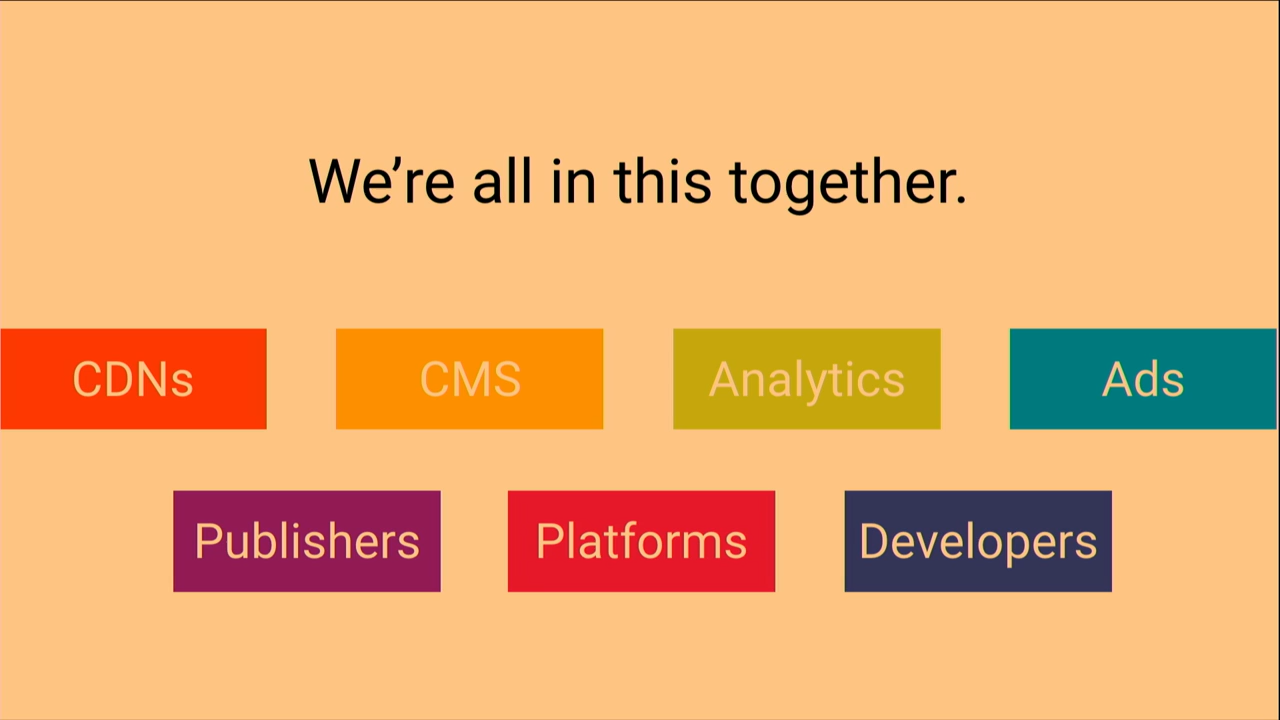 We’re all in this together.
CDNs
CMS
Analytics
Ads
Publishers
Platforms
Developers